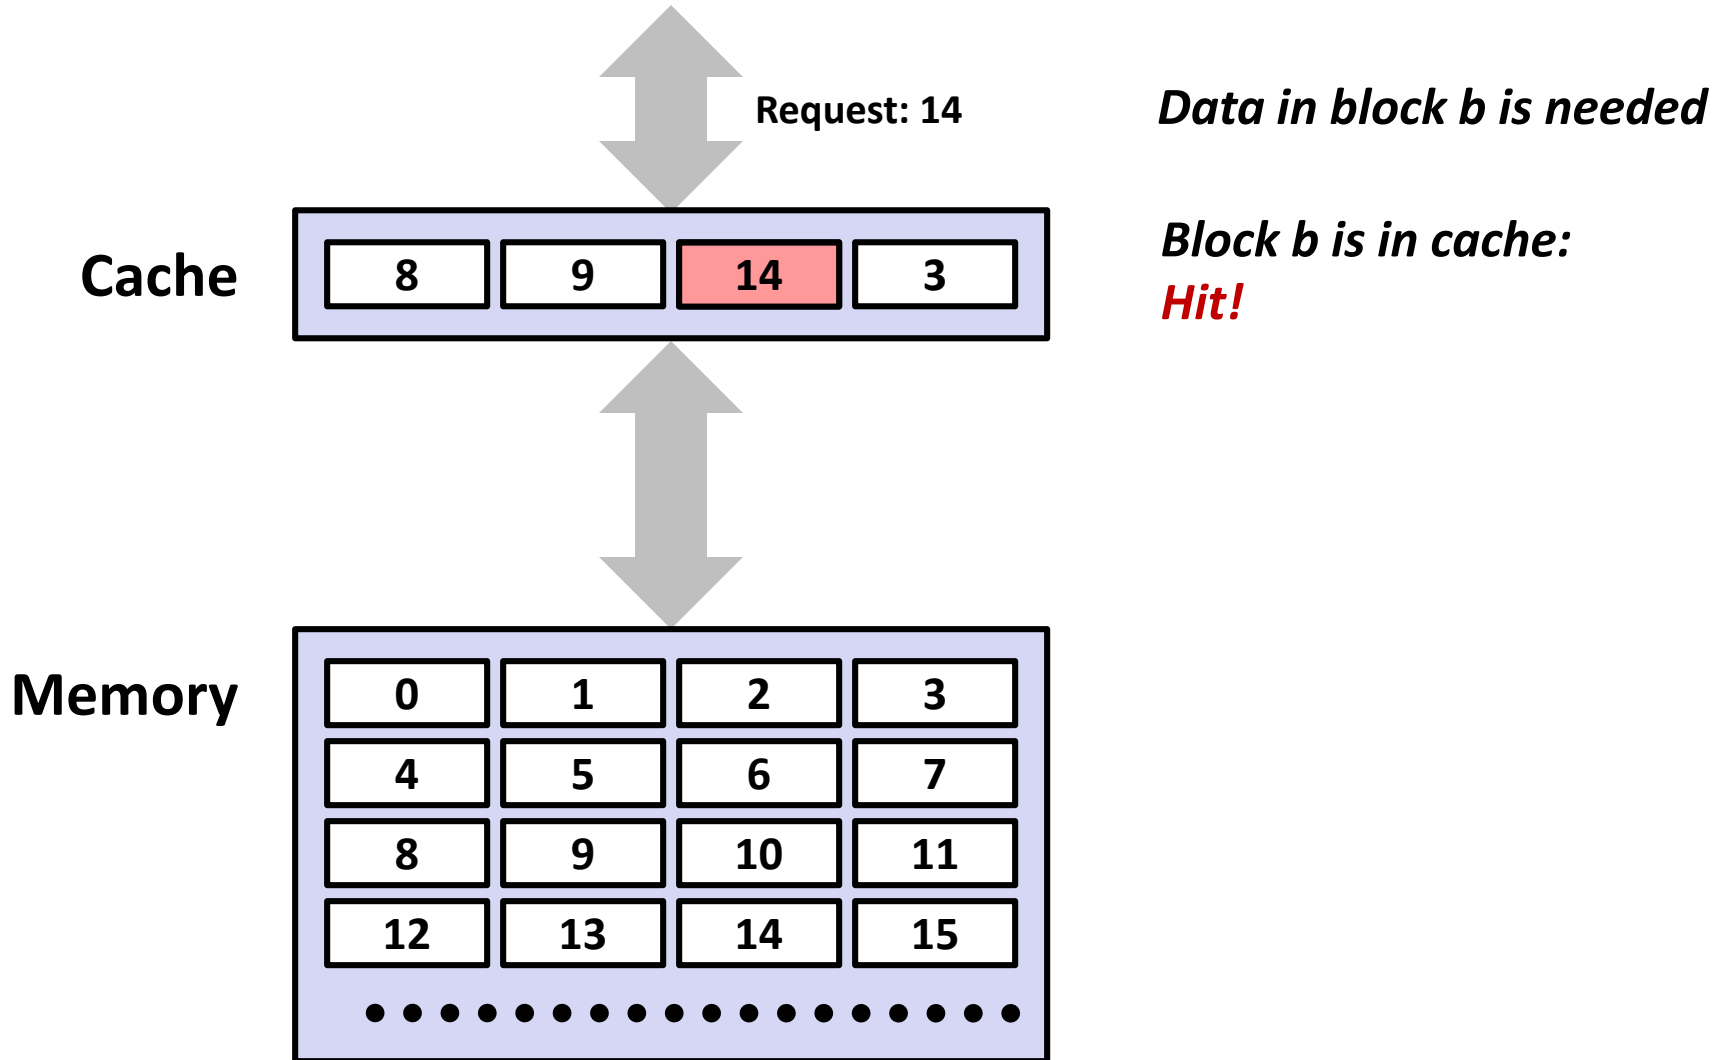 Request: 14
Data in block b is needed
Cache
8 9 14 3
Block b is in cache:
Hit!
Memory
0 1 2 3
4 5 6 7
8 9 10 11
12 13 14 15